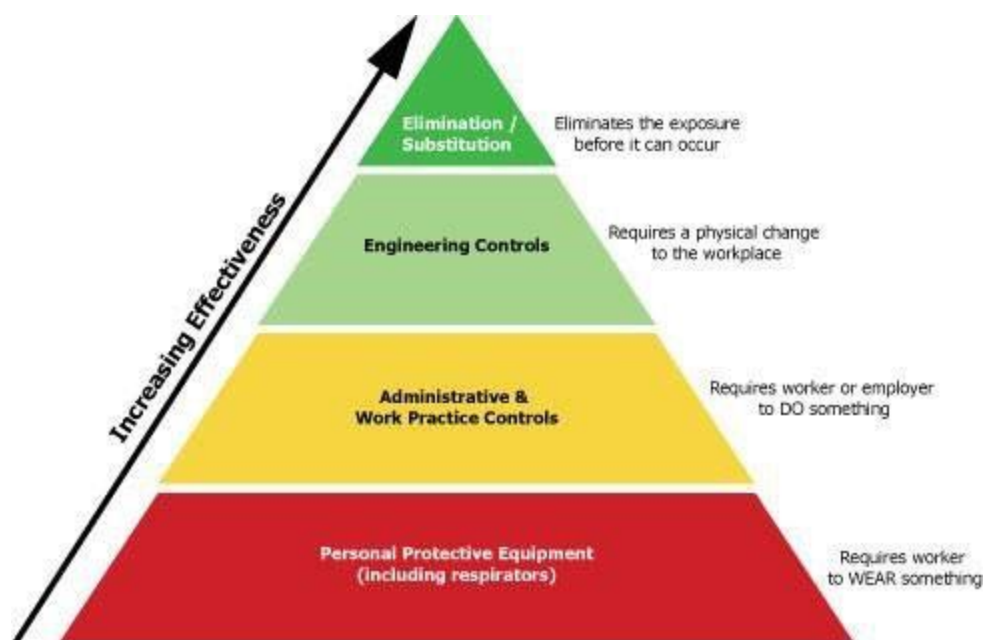 Elimination /
Substitution
Eliminates the exposure
before it can occur
Engineering Controls
Requires a physical change
to the workplace
Increasing Effectiveness
Administrative &
Work Practice Controls
Requires worker or employer
to DO something
Personal Protective Equipment
(including respirators)
Requires worker
to WEAR something